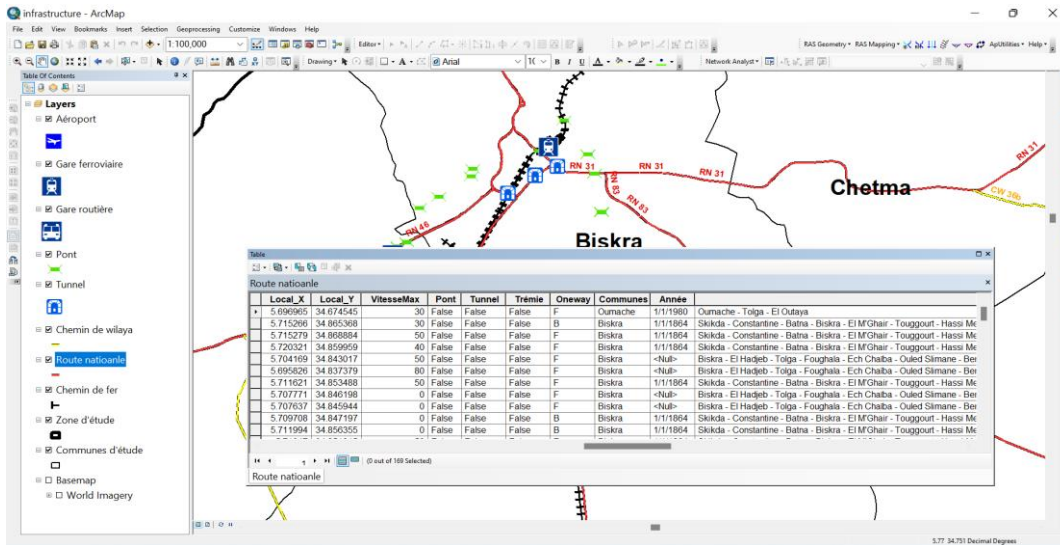 infrastructure - ArcMap
File Edit View Bookmarks Insert Selection Geoprocessing Customize Windows Help
1:100,000 Editor RAS Geometry RAS Mapping ApUtilities Help
Drawing A Arial B I U A Network Analyst
Table Of Contents
Layers
Aéroport
Gare ferroviaire
Gare routière
Pont
Tunnel
Chemin de wilaya
Route natioanle
Chemin de fer
Zone d'étude
Communes d'étude
Basemap
World Imagery
RN 31
RN 31
RN 31
RN 31
RN 83
RN 83
RN 46
CW 36b
Chetma
Biskra
Table
Route natioanle
Local_X Local_Y VitesseMax Pont Tunnel Trémie Oneway Communes Année
5.696965 34.674545 30 False False False F Oumache 1/1/1980 Oumache - Tolga - El Outaya
5.715266 34.865368 30 False False False B Biskra 1/1/1864 Skikda - Constantine - Batna - Biskra - El M'Ghair - Touggourt - Hassi Me
5.715279 34.868884 50 False False False F Biskra 1/1/1864 Skikda - Constantine - Batna - Biskra - El M'Ghair - Touggourt - Hassi Me
5.720321 34.859959 40 False False False F Biskra 1/1/1864 Skikda - Constantine - Batna - Biskra - El M'Ghair - Touggourt - Hassi Me
5.704169 34.843017 50 False False False F Biskra <Null> Biskra - El Hadjeb - Tolga - Foughala - Ech Chaiba - Ouled Slimane - Ber
5.695826 34.837379 80 False False False F Biskra <Null> Biskra - El Hadjeb - Tolga - Foughala - Ech Chaiba - Ouled Slimane - Ber
5.711621 34.853488 50 False False False F Biskra 1/1/1864 Skikda - Constantine - Batna - Biskra - El M'Ghair - Touggourt - Hassi Me
5.707771 34.846198 0 False False False F Biskra <Null> Biskra - El Hadjeb - Tolga - Foughala - Ech Chaiba - Ouled Slimane - Ber
5.707637 34.845944 0 False False False F Biskra <Null> Biskra - El Hadjeb - Tolga - Foughala - Ech Chaiba - Ouled Slimane - Ber
5.709708 34.847197 0 False False False B Biskra 1/1/1864 Skikda - Constantine - Batna - Biskra - El M'Ghair - Touggourt - Hassi Me
5.711994 34.856355 0 False False False B Biskra 1/1/1864 Skikda - Constantine - Batna - Biskra - El M'Ghair - Touggourt - Hassi Me
(0 out of 169 Selected)
Route natioanle
5.77 34.751 Decimal Degrees